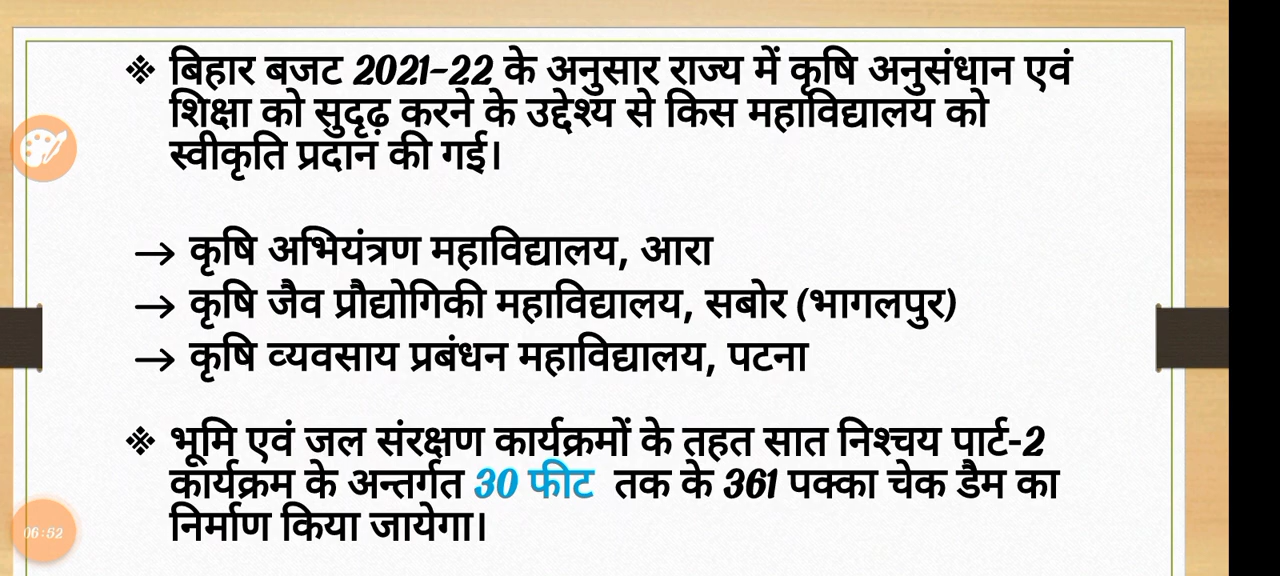 ❖ बिहार बजट 2021-22 के अनुसार राज्य में कृषि अनुसंधान एवं
शिक्षा को सुदृढ़ करने के उद्देश्य से किस महाविद्यालय को
स्वीकृति प्रदान की गई।
→ कृषि अभियंत्रण महाविद्यालय, आरा
→ कृषि जैव प्रौद्योगिकी महाविद्यालय, सबोर (भागलपुर)
→ कृषि व्यवसाय प्रबंधन महाविद्यालय, पटना
❖ भूमि एवं जल संरक्षण कार्यक्रमों के तहत सात निश्चय पार्ट-2
कार्यक्रम के अन्तर्गत 30 फीट तक के 361 पक्का चेक डैम का
निर्माण किया जायेगा।
06:52